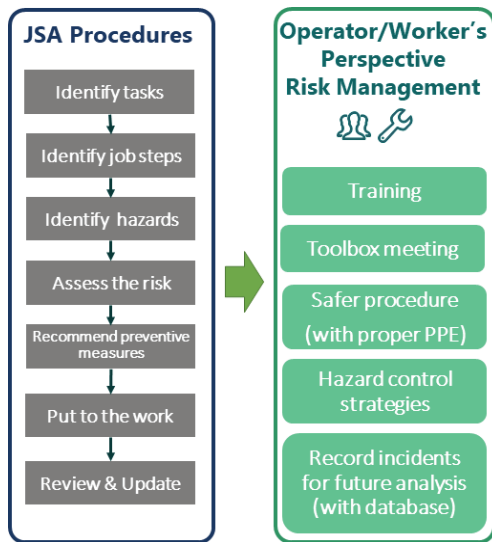 JSA Procedures
Identify tasks
Identify job steps
Identify hazards
Assess the risk
Recommend preventive
measures
Put to the work
Review & Update
Operator/Worker's
Perspective
Risk Management
Training
Toolbox meeting
Safer procedure
(with proper PPE)
Hazard control
strategies
Record incidents
for future analysis
(with database)